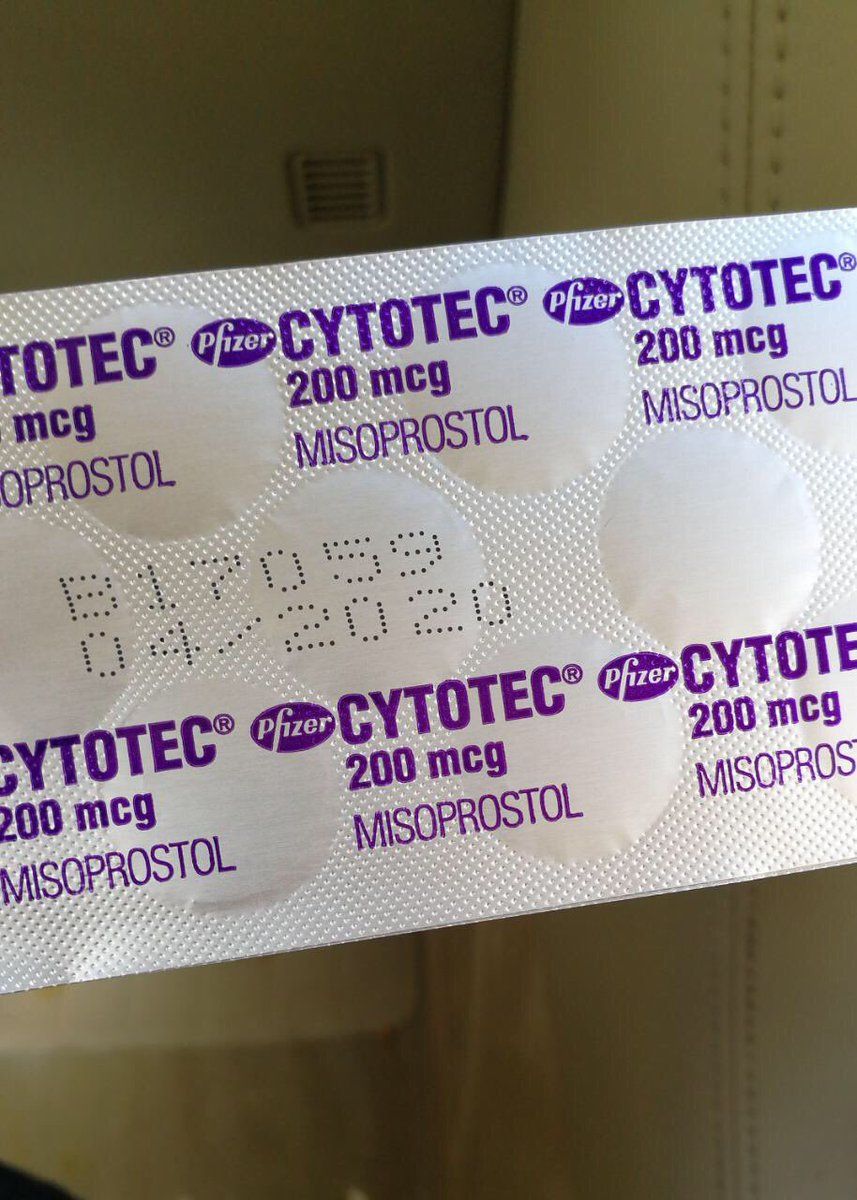 TOTEC® Pfizer CYTOTEC® Pfizer CYTOTEC®
mcg 200 mcg 200 mcg
OPROSTOL MISOPROSTOL MISOPROSTOL
B17059
04/2020
CYTOTEC® Pfizer CYTOTEC® Pfizer CYTOTE
200 mcg 200 mcg 200 mcg
MISOPROSTOL MISOPROSTOL MISOPROST